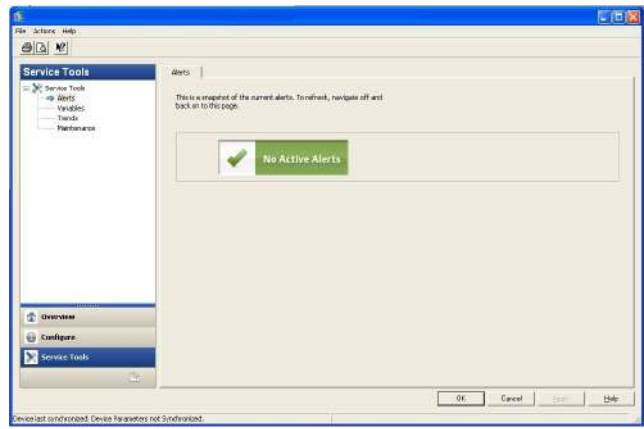 File Actions Help
Service Tools
Service Tools
Alerts
Variables
Trends
Maintenance
Overview
Configure
Service Tools
Alerts
This is a snapshot of the current alerts. To refresh, navigate off and
back on to this page.
No Active Alerts
OK Cancel Apply Help
Device last synchronized: Device Parameters not Synchronized.